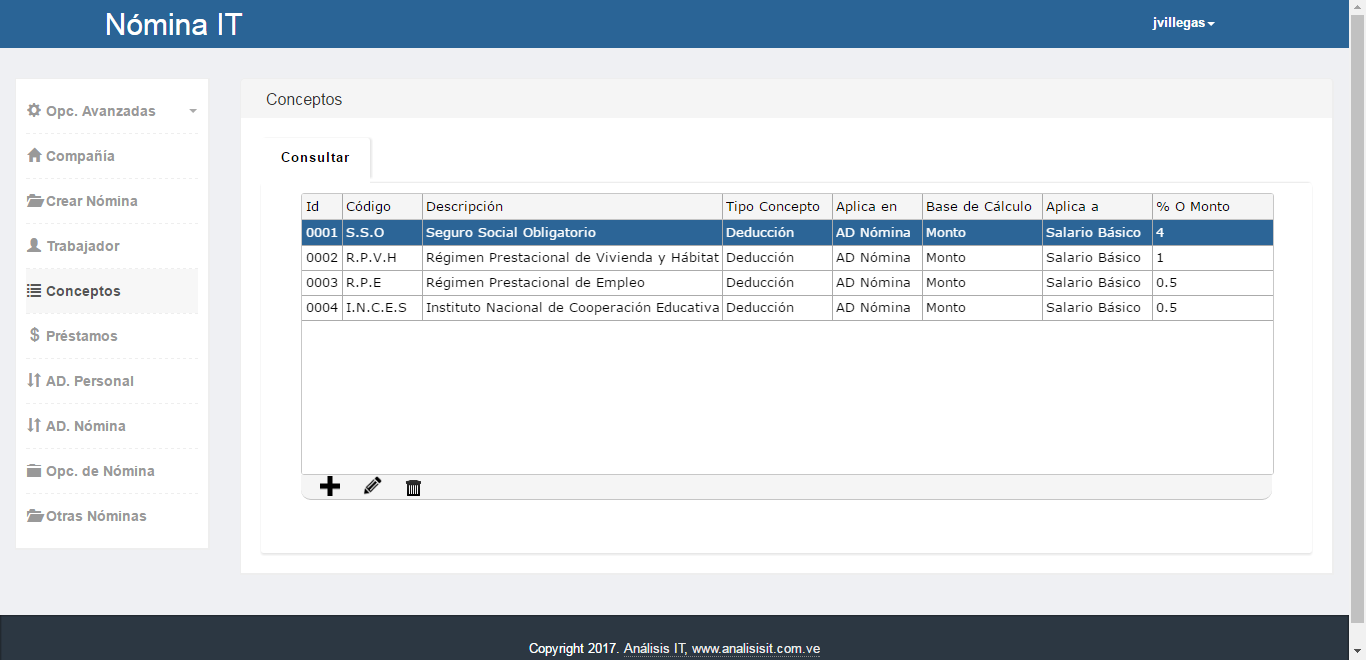 Nómina IT
jvillegas
Opc. Avanzadas
Compañía
Crear Nómina
Trabajador
Conceptos
Préstamos
AD. Personal
AD. Nómina
Opc. de Nómina
Otras Nóminas
Conceptos
Consultar
Id Código Descripción Tipo Concepto Aplica en Base de Cálculo Aplica a % O Monto
0001 S.S.O Seguro Social Obligatorio Deducción AD Nómina Monto Salario Básico 4
0002 R.P.V.H Régimen Prestacional de Vivienda y Hábitat Deducción AD Nómina Monto Salario Básico 1
0003 R.P.E Régimen Prestacional de Empleo Deducción AD Nómina Monto Salario Básico 0.5
0004 I.N.C.E.S Instituto Nacional de Cooperación Educativa Deducción AD Nómina Monto Salario Básico 0.5
Copyright 2017. Análisis IT, www.analisisit.com.ve